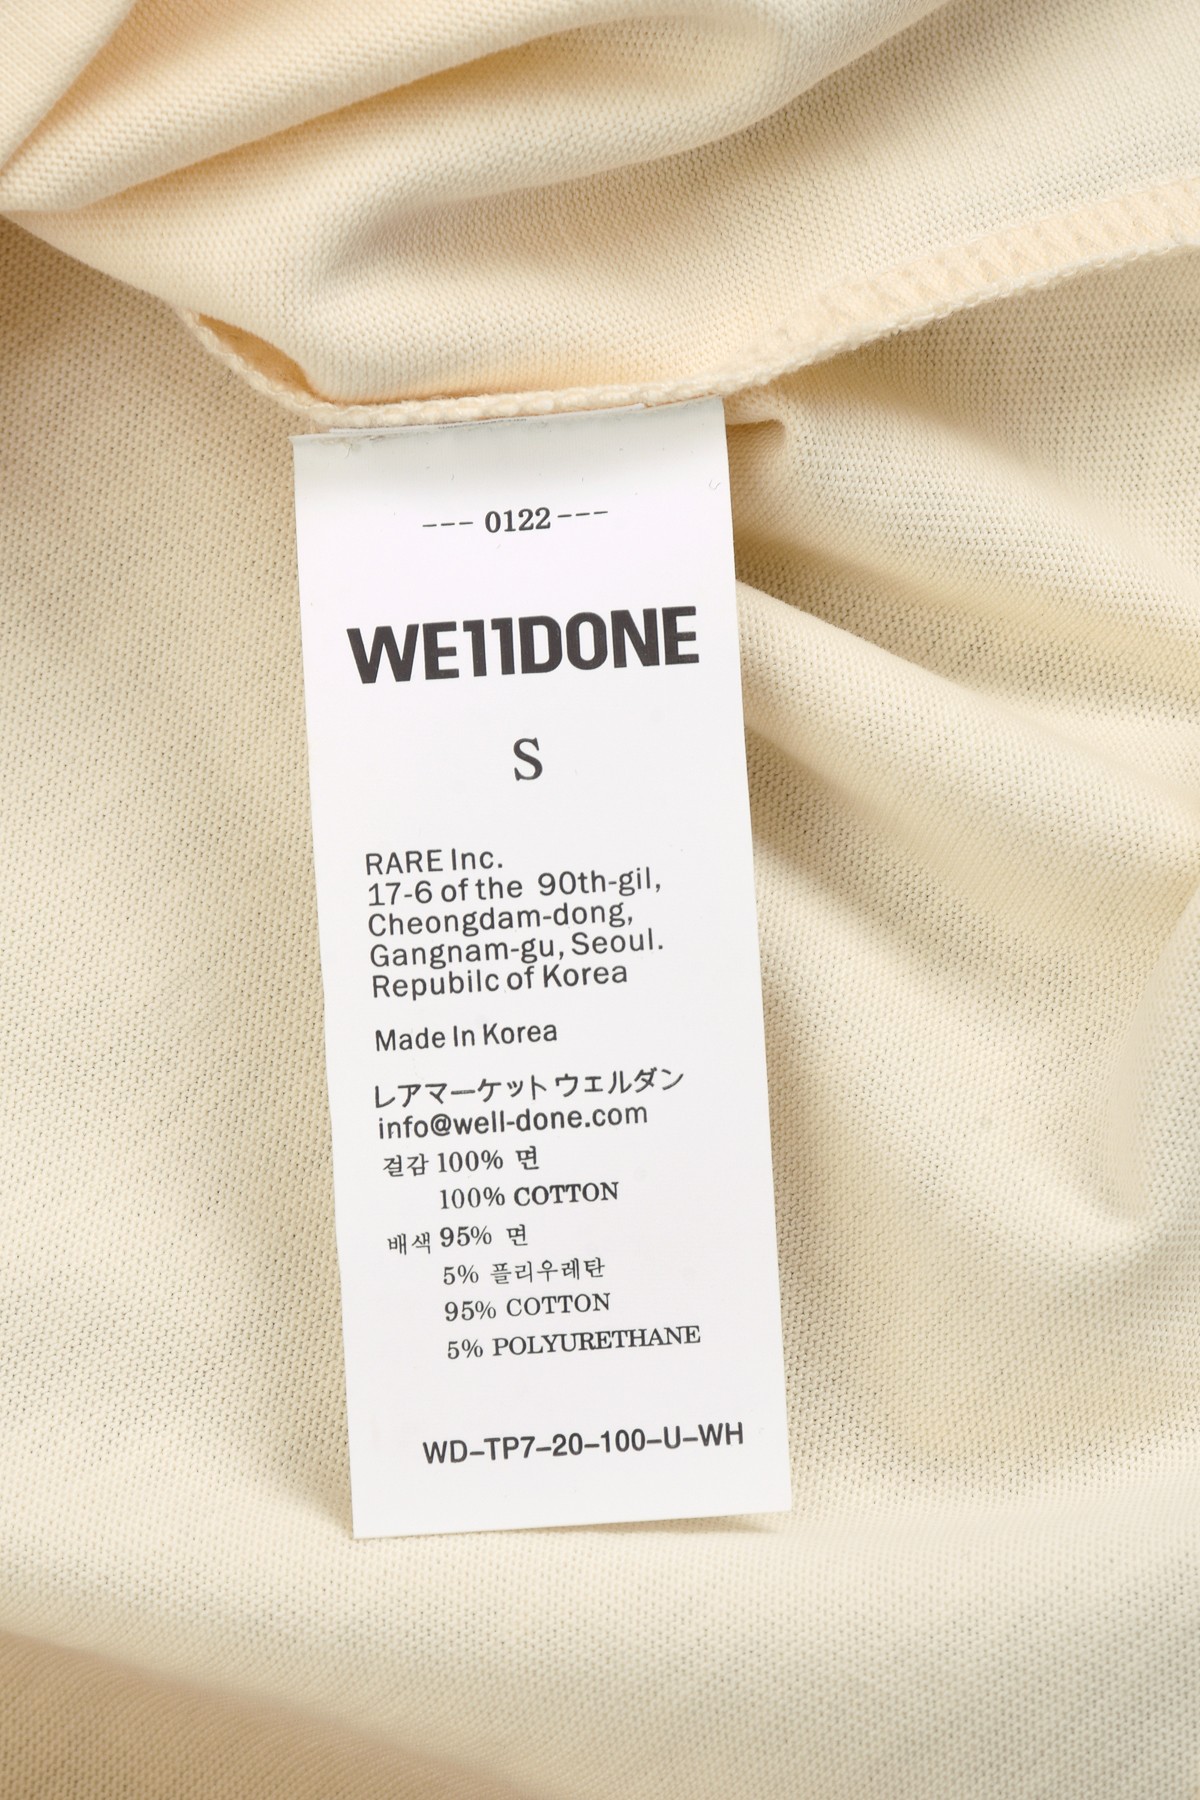 --- 0122 ---
WE11DONE
S
RARE Inc.
17-6 of the 90th-gil,
Cheongdam-dong,
Gangnam-gu, Seoul.
Repubilc of Korea
Made In Korea
レアマーケット ウェルダン
info@well-done.com
겉감 100% 면
100% COTTON
배색 95% 면
5% 플리우레탄
95% COTTON
5% POLYURETHANE
WD-TP7-20-100-U-WH